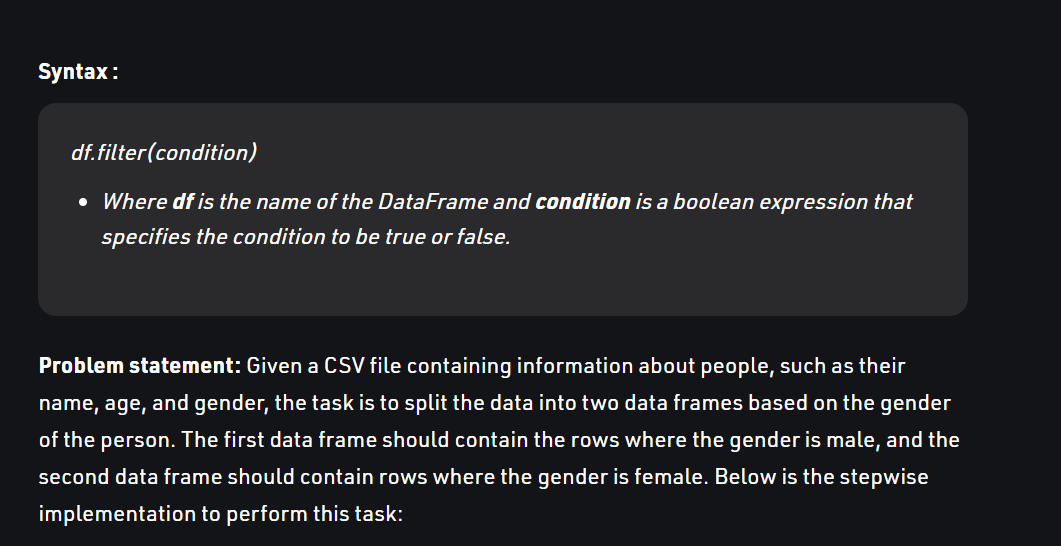 Syntax :
df.filter(condition)
• Where df is the name of the DataFrame and condition is a boolean expression that
specifies the condition to be true or false.
Problem statement: Given a CSV file containing information about people, such as their
name, age, and gender, the task is to split the data into two data frames based on the gender
of the person. The first data frame should contain the rows where the gender is male, and the
second data frame should contain rows where the gender is female. Below is the stepwise
implementation to perform this task: